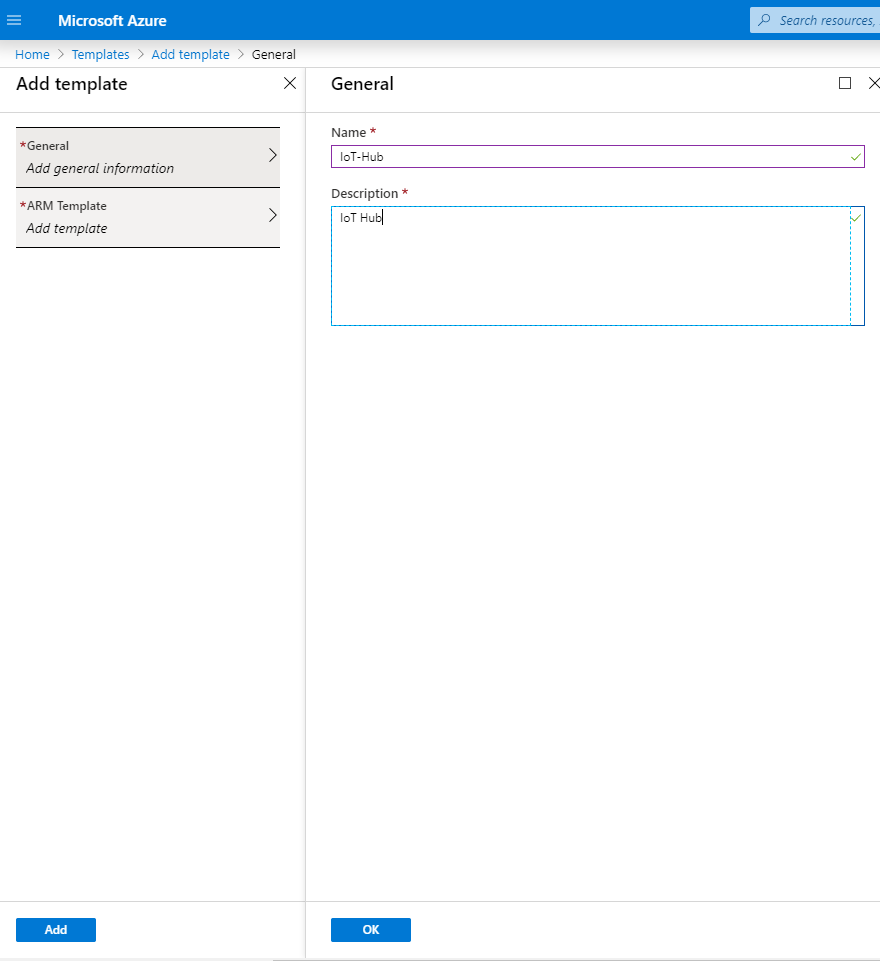 Microsoft Azure
Search resources,
Home > Templates > Add template > General
Add template
*General
Add general information
*ARM Template
Add template
Add
General
Name *
IoT-Hub
Description *
IoT Hub
OK